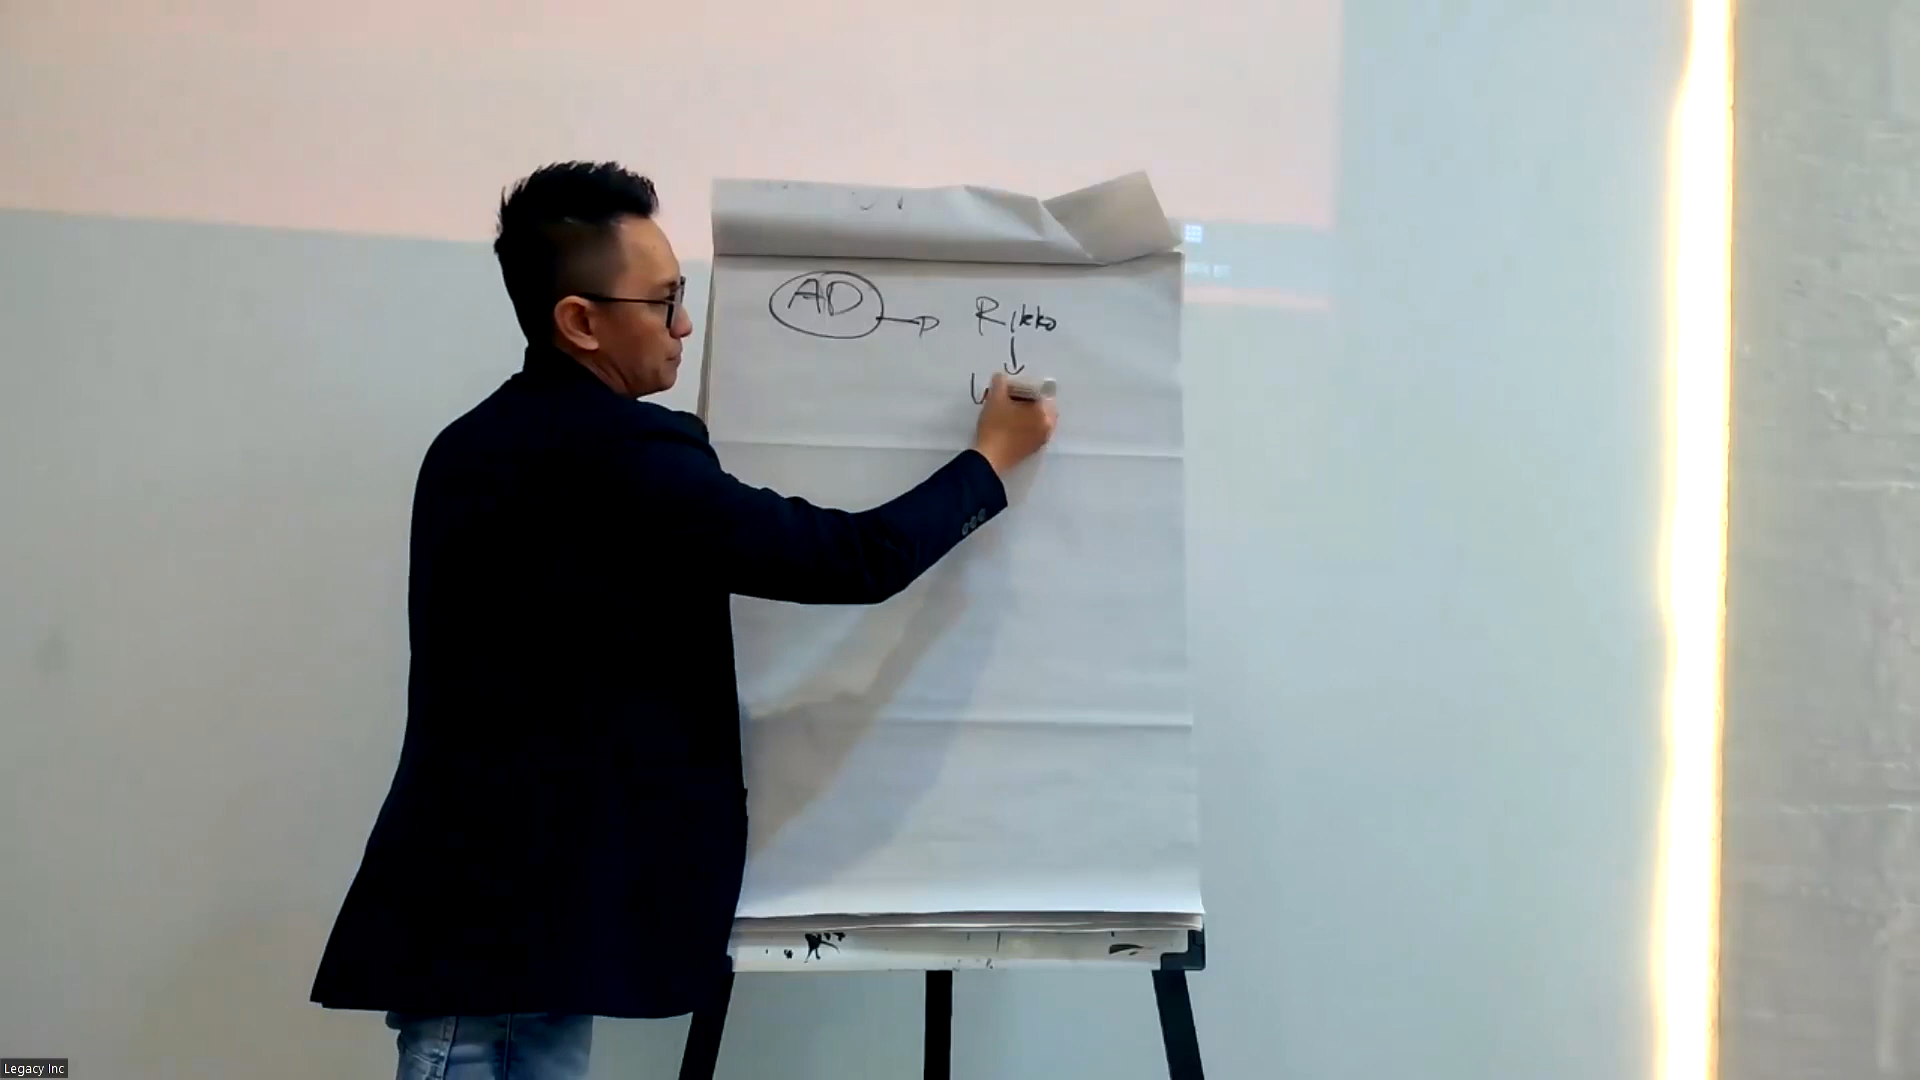 AD → Rikko
↓
Legacy Inc